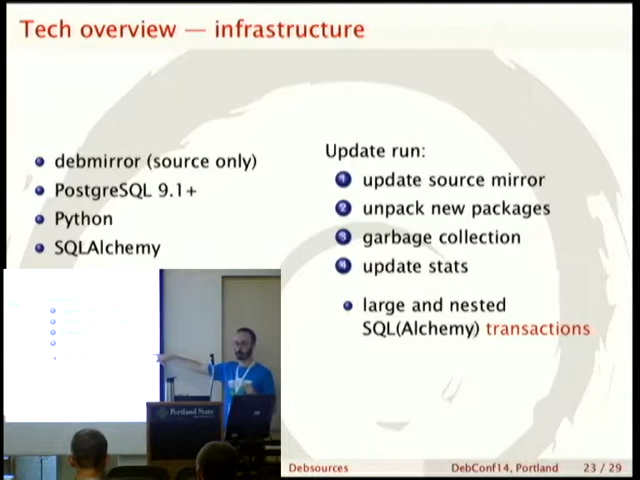 Tech overview — infrastructure
debmirror (source only)
PostgreSQL 9.1+
Python
SQLAlchemy
Update run:
1 update source mirror
2 unpack new packages
3 garbage collection
4 update stats
large and nested
SQL(Alchemy) transactions
Portland State
Debsources DebConf14, Portland 23 / 29